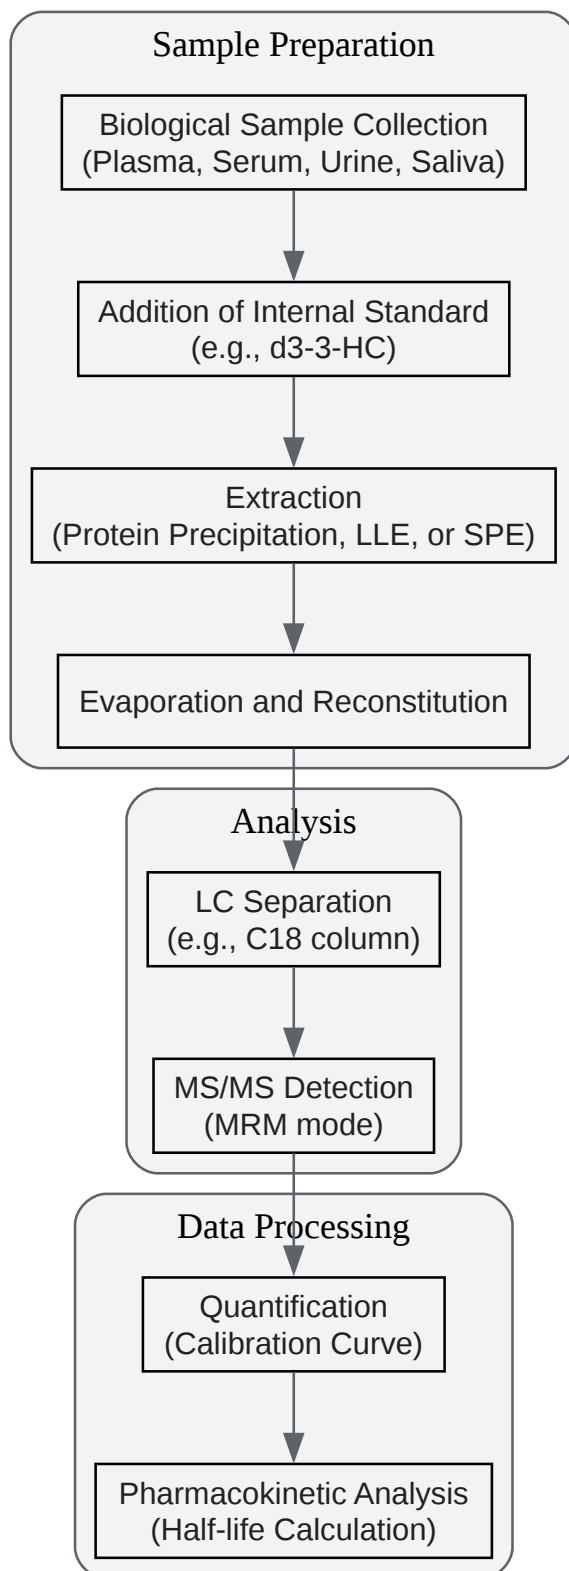 Sample Preparation
Biological Sample Collection
(Plasma, Serum, Urine, Saliva)
Addition of Internal Standard
(e.g., d3-3-HC)
Extraction
(Protein Precipitation, LLE, or SPE)
Evaporation and Reconstitution
Analysis
LC Separation
(e.g., C18 column)
MS/MS Detection
(MRM mode)
Data Processing
Quantification
(Calibration Curve)
Pharmacokinetic Analysis
(Half-life Calculation)